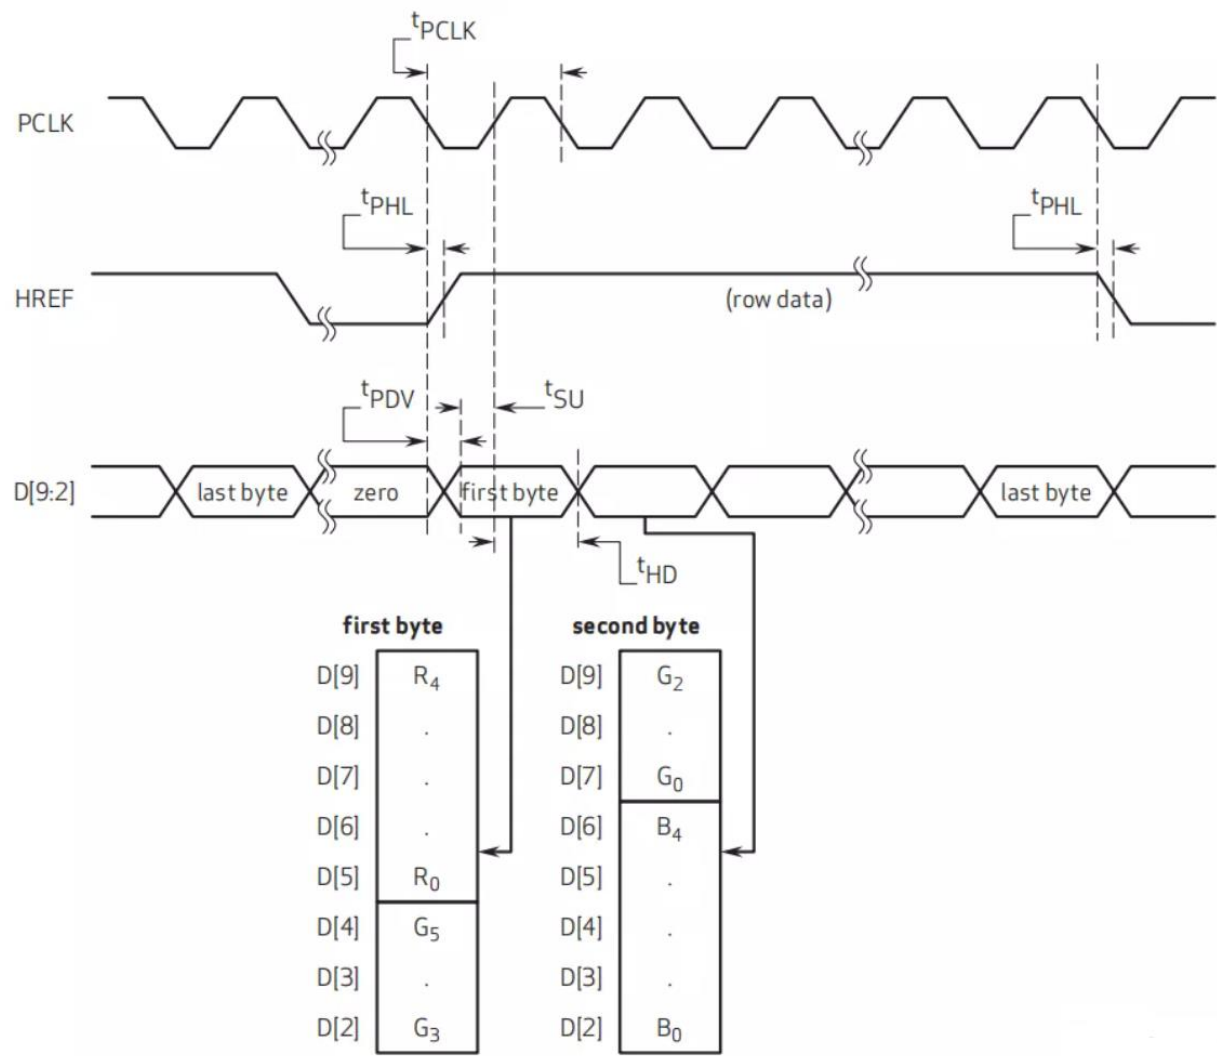 tPCLK
PCLK
tPHL
tPHL
HREF
(row data)
tPDV
tSU
D[9:2]
last byte
zero
first byte
last byte
tHD
first byte
second byte
D[9] R4 D[9] G2
D[8] . D[8] .
D[7] . D[7] G0
D[6] . D[6] B4
D[5] R0 D[5] .
D[4] G5 D[4] .
D[3] . D[3] .
D[2] G3 D[2] B0